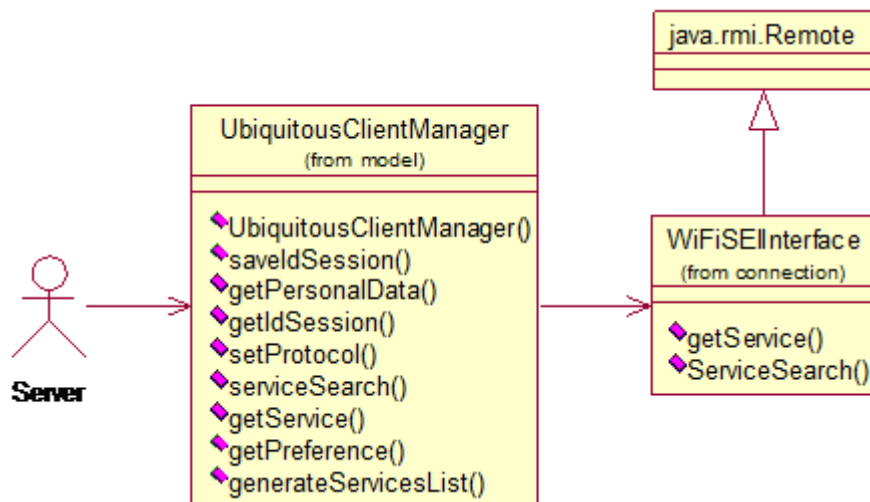 java.rmi.Remote
UbiquitousClientManager
(from model)
UbiquitousClientManager()
saveIdSession()
getPersonalData()
getIdSession()
setProtocol()
serviceSearch()
getService()
getPreference()
generateServicesList()
WiFiSEIInterface
(from connection)
getService()
ServiceSearch()
Server